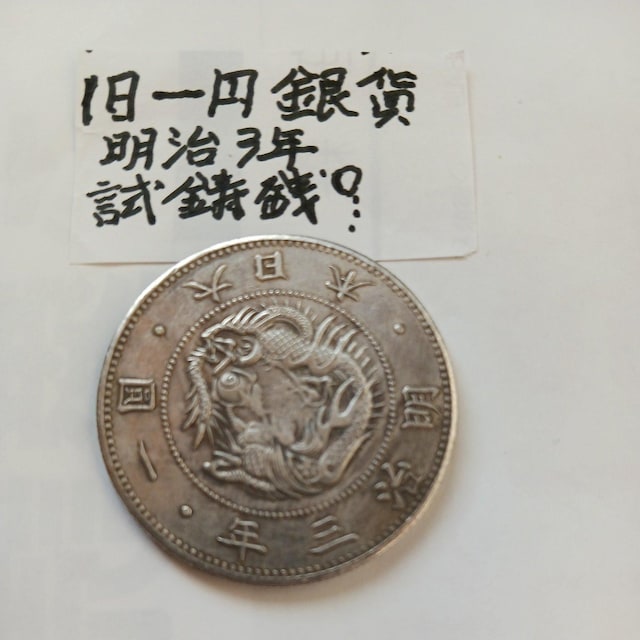 旧一円銀貨
明治3年
試鋳銭?
大日本
明治三年
一圓